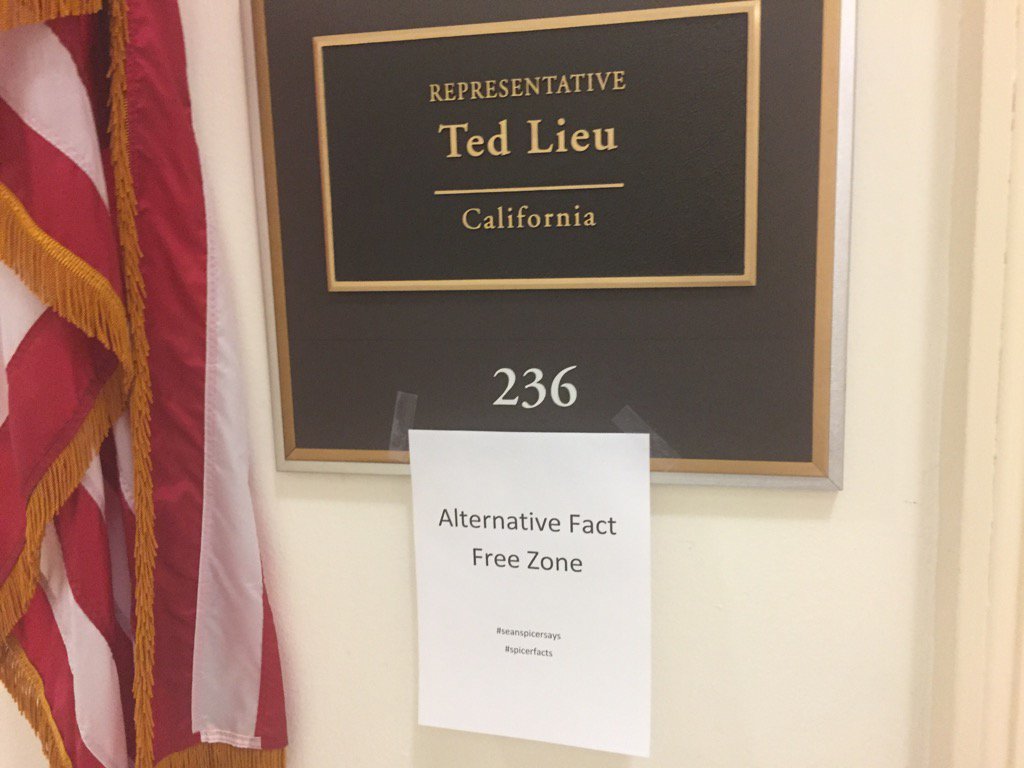 REPRESENTATIVE
Ted Lieu
California
236
Alternative Fact
Free Zone
#seanspicersays
#spicerfacts